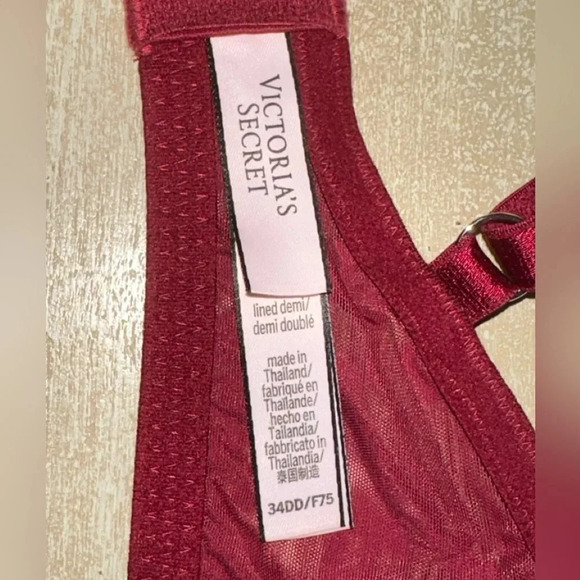 VICTORIA'S
SECRET
lined demi/
demi doublé
made in
Thailand/
fabriqué en
Thaïlande/
hecho en
Tailandia/
fabbricato in
Thailandia/
泰国制造
34DD/F75